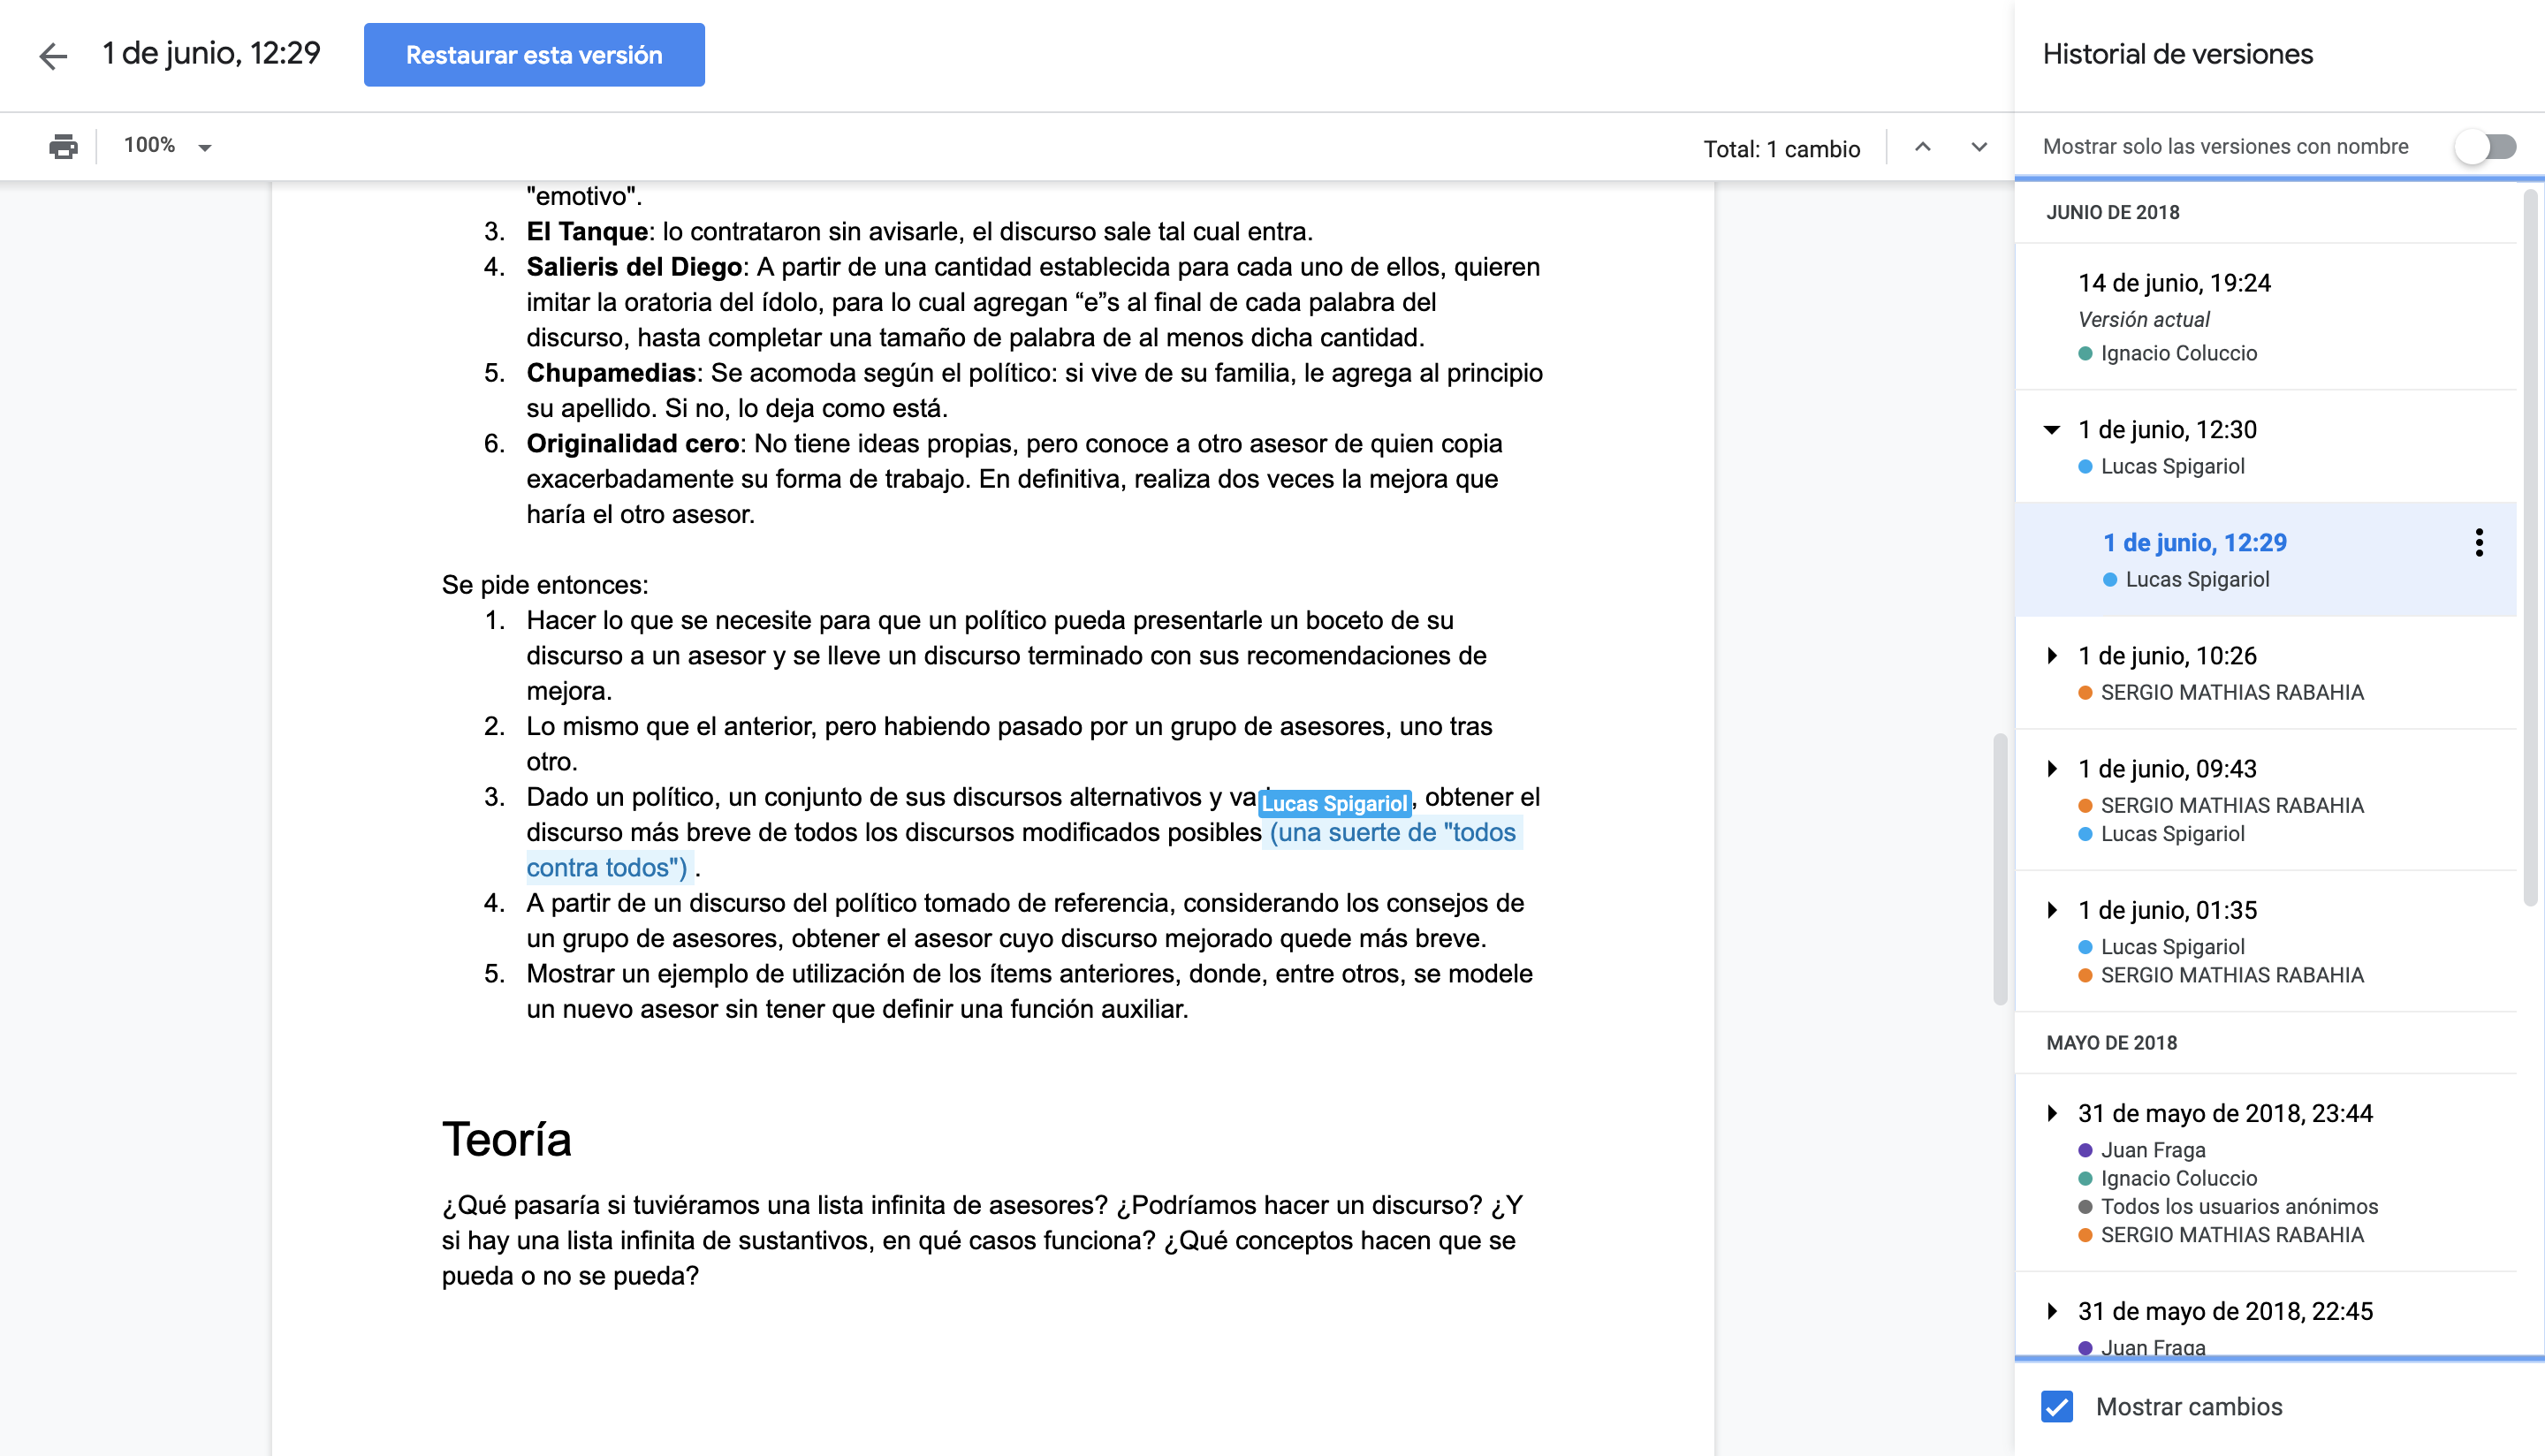 1 de junio, 12:29
Restaurar esta versión
Historial de versiones
100%
Total: 1 cambio
Mostrar solo las versiones con nombre
"emotivo".
3. El Tanque: lo contrataron sin avisarle, el discurso sale tal cual entra.
4. Salieris del Diego: A partir de una cantidad establecida para cada uno de ellos, quieren
imitar la oratoria del ídolo, para lo cual agregan “e”s al final de cada palabra del
discurso, hasta completar una tamaño de palabra de al menos dicha cantidad.
5. Chupamedias: Se acomoda según el político: si vive de su familia, le agrega al principio
su apellido. Si no, lo deja como está.
6. Originalidad cero: No tiene ideas propias, pero conoce a otro asesor de quien copia
exacerbadamente su forma de trabajo. En definitiva, realiza dos veces la mejora que
haría el otro asesor.
Se pide entonces:
1. Hacer lo que se necesite para que un político pueda presentarle un boceto de su
discurso a un asesor y se lleve un discurso terminado con sus recomendaciones de
mejora.
2. Lo mismo que el anterior, pero habiendo pasado por un grupo de asesores, uno tras
otro.
3. Dado un político, un conjunto de sus discursos alternativos y Lucas Spigariol, obtener el
discurso más breve de todos los discursos modificados posibles (una suerte de "todos
contra todos") .
4. A partir de un discurso del político tomado de referencia, considerando los consejos de
un grupo de asesores, obtener el asesor cuyo discurso mejorado quede más breve.
5. Mostrar un ejemplo de utilización de los ítems anteriores, donde, entre otros, se modele
un nuevo asesor sin tener que definir una función auxiliar.
Teoría
¿Qué pasaría si tuviéramos una lista infinita de asesores? ¿Podríamos hacer un discurso? ¿Y
si hay una lista infinita de sustantivos, en qué casos funciona? ¿Qué conceptos hacen que se
pueda o no se pueda?
JUNIO DE 2018
14 de junio, 19:24
Versión actual
Ignacio Coluccio
1 de junio, 12:30
Lucas Spigariol
1 de junio, 12:29
Lucas Spigariol
1 de junio, 10:26
SERGIO MATHIAS RABAHIA
1 de junio, 09:43
SERGIO MATHIAS RABAHIA
Lucas Spigariol
1 de junio, 01:35
Lucas Spigariol
SERGIO MATHIAS RABAHIA
MAYO DE 2018
31 de mayo de 2018, 23:44
Juan Fraga
Ignacio Coluccio
Todos los usuarios anónimos
SERGIO MATHIAS RABAHIA
31 de mayo de 2018, 22:45
Juan Fraga
Mostrar cambios